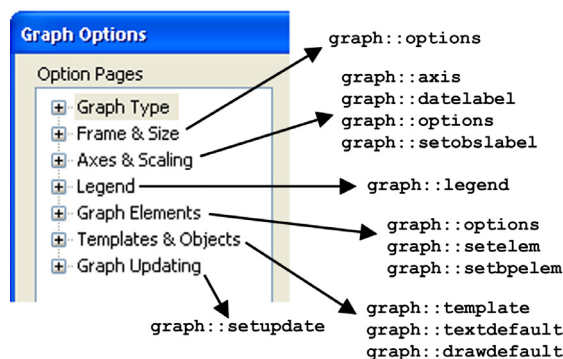 Graph Options
Option Pages
Graph Type
Frame & Size
Axes & Scaling
Legend
Graph Elements
Templates & Objects
Graph Updating
graph::options
graph::axis
graph::datelabel
graph::options
graph::setobslabel
graph::legend
graph::options
graph::setelem
graph::setbpelem
graph::template
graph::textdefault
graph::drawdefault
graph::setupdate